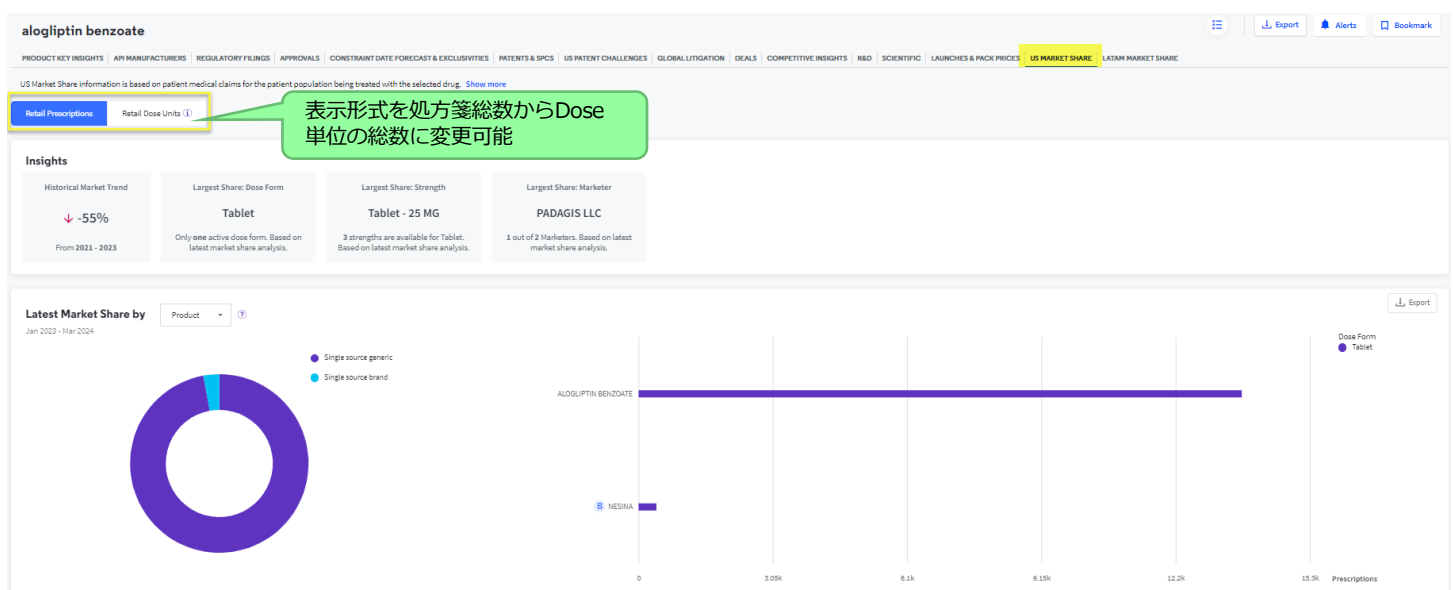 alogliptin benzoate
Export
Alerts
Bookmark
PRODUCT KEY INSIGHTS API MANUFACTURERS REGULATORY FILINGS APPROVALS CONSTRAINT DATE FORECAST & EXCLUSIVITIES PATENTS & SPCS US PATENT CHALLENGES GLOBAL LITIGATION DEALS COMPETITIVE INSIGHTS R&D SCIENTIFIC LAUNCHES & PACK PRICES US MARKET SHARE LATAM MARKET SHARE
US Market Share information is based on patient medical claims for the patient population being treated with the selected drug. Show more
Retail Prescriptions
Retail Dose Units
表示形式を処方箋総数からDose
単位の総数に変更可能
Insights
Historical Market Trend
-55%
From 2021 - 2023
Largest Share: Dose Form
Tablet
Only one active dose form. Based on
latest market share analysis.
Largest Share: Strength
Tablet - 25 MG
3 strengths are available for Tablet.
Based on latest market share analysis.
Largest Share: Marketer
PADAGIS LLC
1 out of 2 Marketers. Based on latest
market share analysis.
Latest Market Share by
Product
?
Export
Jan 2023 - Mar 2024
Single source generic
Single source brand
Dose Form
Tablet
ALOGLIPTIN BENZOATE
B NESINA
0 3.05k 6.1k 9.15k 12.2k 15.3k Prescriptions